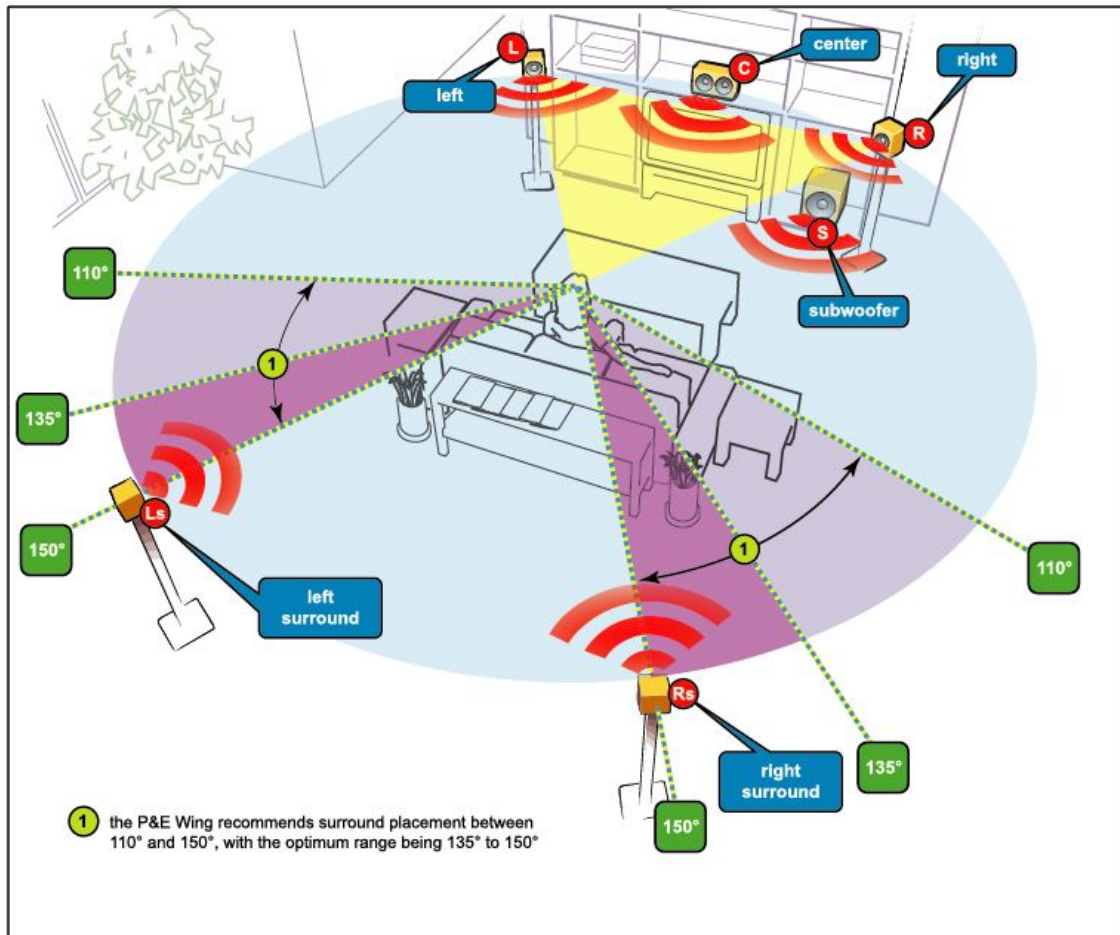 L
C
center
right
left
R
S
subwoofer
110°
1
135°
150°
Ls
left
surround
1
110°
Rs
right
surround
135°
150°
1 the P&E Wing recommends surround placement between
110° and 150°, with the optimum range being 135° to 150°